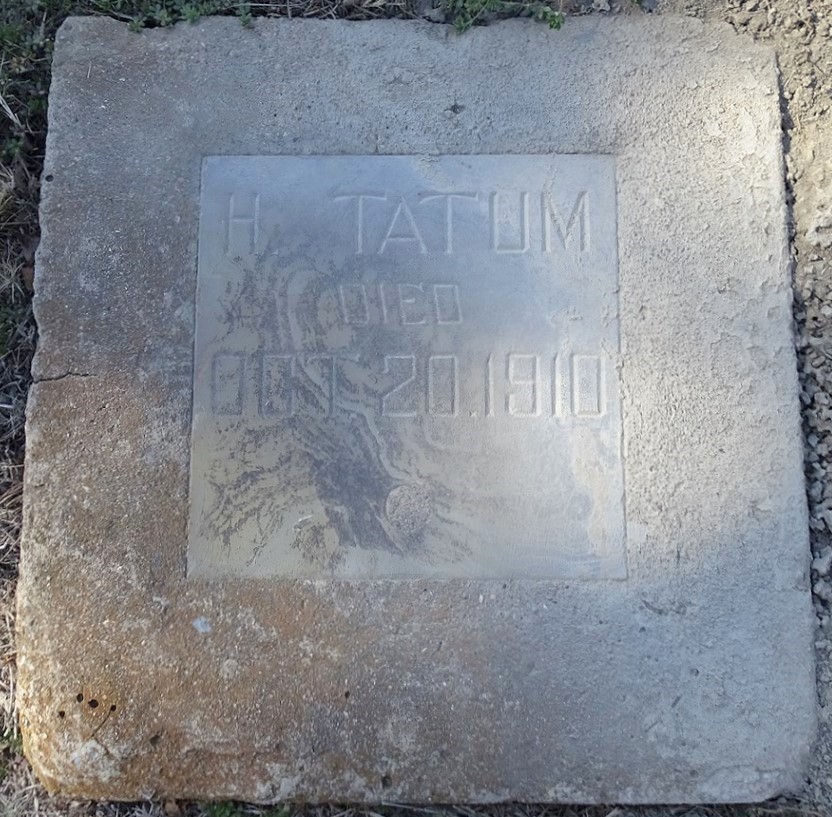 H. TATUM
DIED
OCT 20.1910